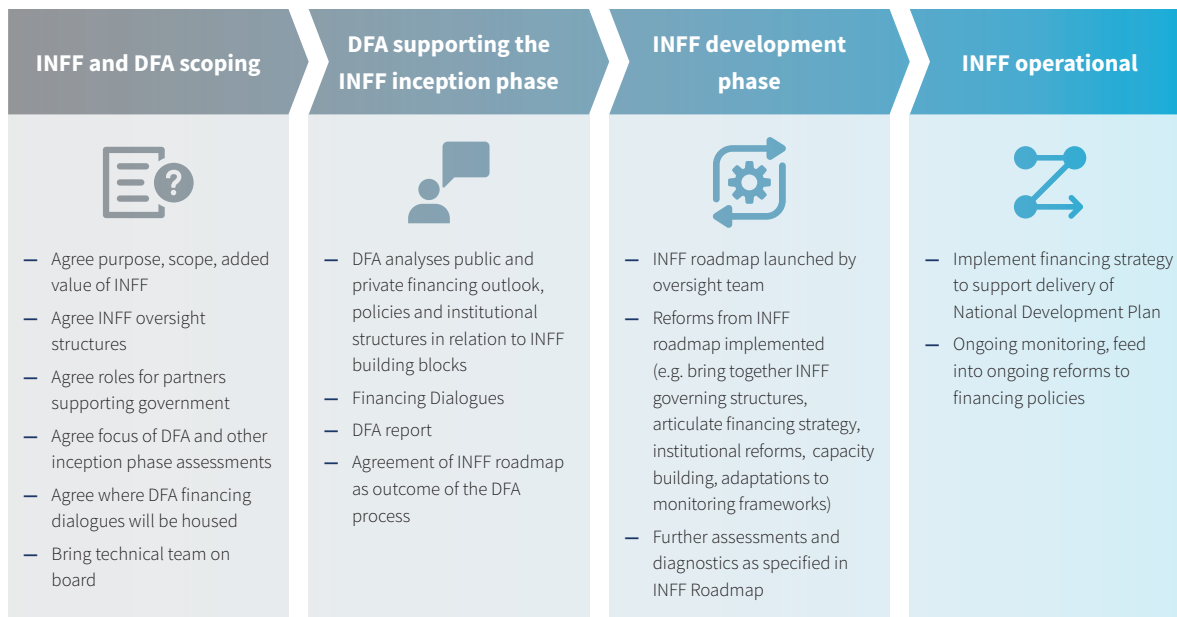 INFF and DFA scoping
— Agree purpose, scope, added
value of INFF
— Agree INFF oversight
structures
— Agree roles for partners
supporting government
— Agree focus of DFA and other
inception phase assessments
— Agree where DFA financing
dialogues will be housed
— Bring technical team on
board
DFA supporting the
INFF inception phase
— DFA analyses public and
private financing outlook,
policies and institutional
structures in relation to INFF
building blocks
— Financing Dialogues
— DFA report
— Agreement of INFF roadmap
as outcome of the DFA
process
INFF development
phase
— INFF roadmap launched by
oversight team
— Reforms from INFF
roadmap implemented
(e.g. bring together INFF
governing structures,
articulate financing strategy,
institutional reforms, capacity
building, adaptations to
monitoring frameworks)
— Further assessments and
diagnostics as specified in
INFF Roadmap
INFF operational
— Implement financing strategy
to support delivery of
National Development Plan
— Ongoing monitoring, feed
into ongoing reforms to
financing policies